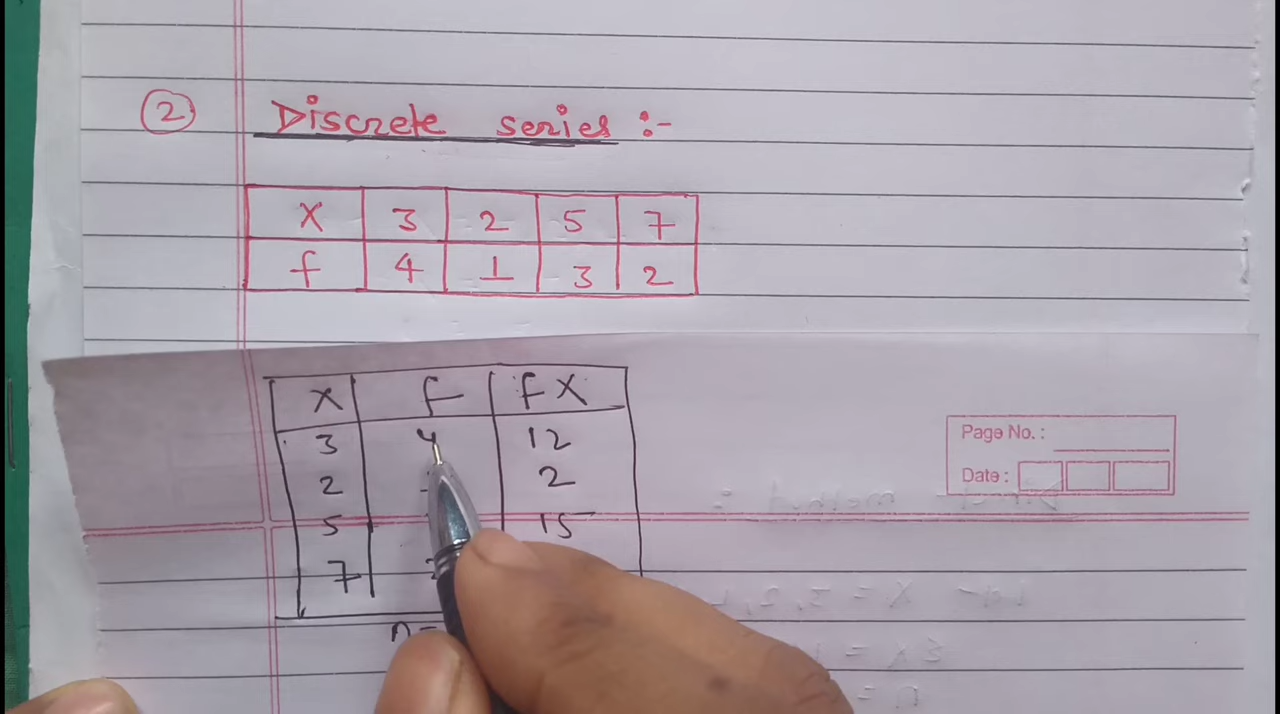 2 Discrete series :-
X 3 2 5 7
f 4 1 3 2
X f fX
3 4 12
2 2
5 15
7
n=
Page No. :
Date :